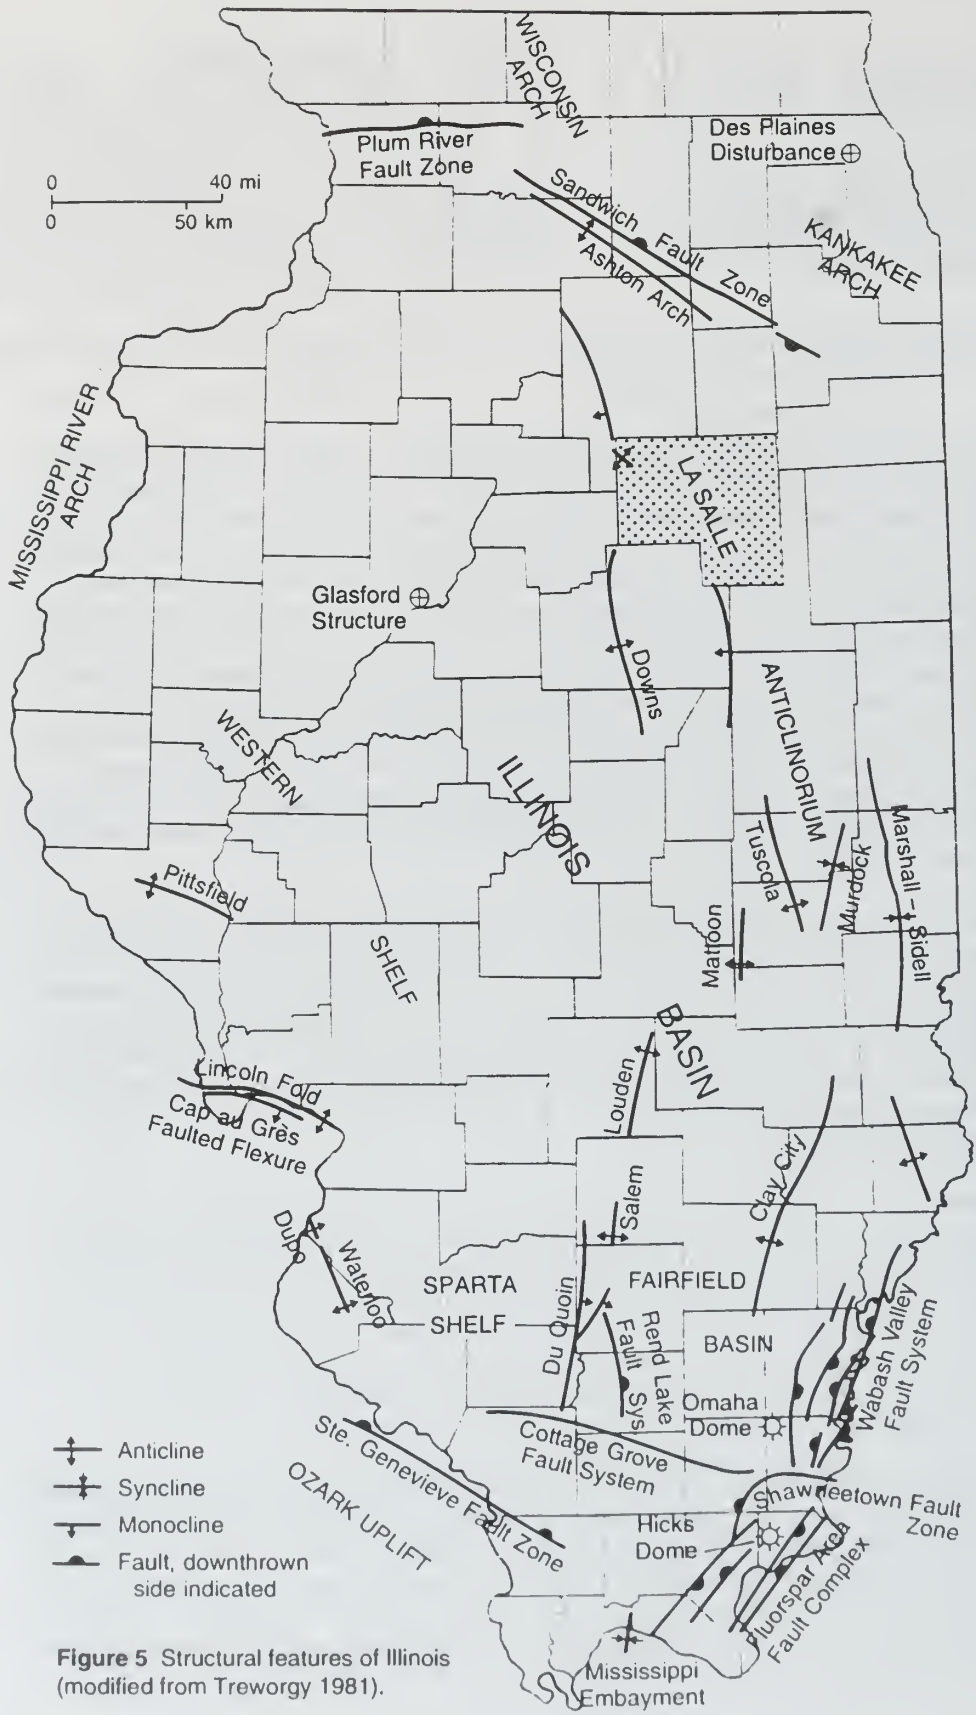 WISCONSIN
ARCH
Des Plaines
Disturbance
Plum River
Fault Zone
0 40 mi
0 50 km
Sandwich Fault Zone
Ashton Arch
KANKAKEE
ARCH
MISSISSIPPI RIVER
ARCH
LA SALLE
ANTICLINORIUM
Glasford
Structure
Downs
WESTERN
SHELF
ILLINOIS
BASIN
Tuscola
Murdock
Marshall – Sidell
Pittsfield
Mattoon
Lincoln Fold
Cap au Grès
Faulted Flexure
Louden
Clay City
Salem
Dupo
Waterloo
SPARTA
SHELF
FAIRFIELD
BASIN
Du Quoin
Rend Lake
Fault Sys
Wabash Valley
Fault System
Omaha
Dome
Cottage Grove
Fault System
Ste. Genevieve Fault Zone
OZARK UPLIFT
Shawneetown Fault
Zone
Hicks
Dome
Fluorspar Area
Fault Complex
Mississippi
Embayment
Anticline
Syncline
Monocline
Fault, downthrown
side indicated
Figure 5 Structural features of Illinois
(modified from Treworgy 1981).